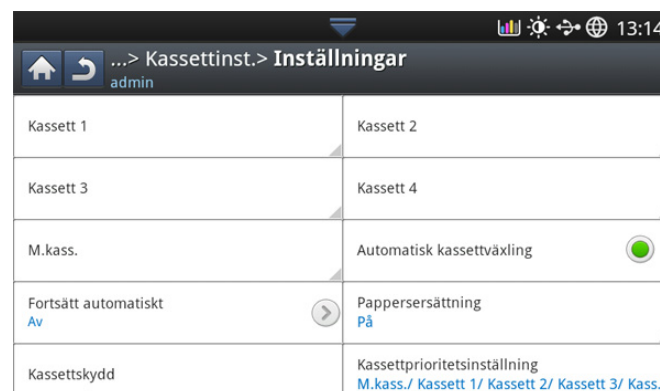 13:14
...> Kassettinst.> Inställningar
admin
Kassett 1
Kassett 2
Kassett 3
Kassett 4
M.kass.
Automatisk kassettväxling
Fortsätt automatiskt
Av
Pappersersättning
På
Kassettskydd
Kassettprioritetsinställning
M.kass./ Kassett 1/ Kassett 2/ Kassett 3/ Kass.